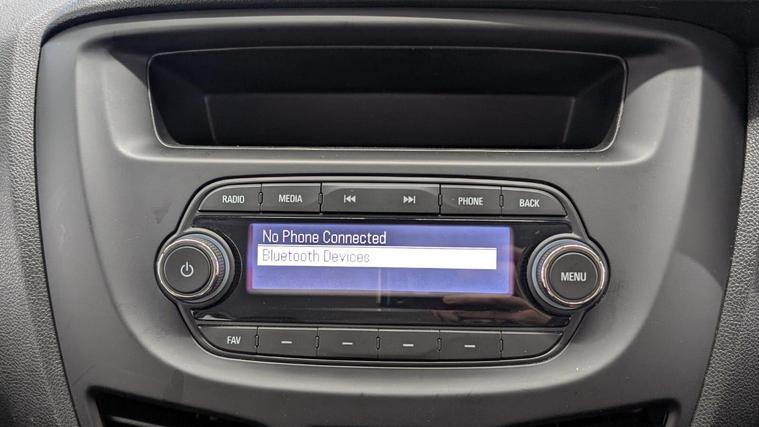 RADIO
MEDIA
PHONE
BACK
No Phone Connected
Bluetooth Devices
MENU
FAV